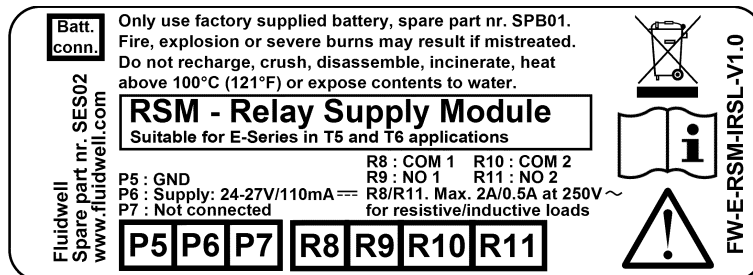 Batt.
conn.
Only use factory supplied battery, spare part nr. SPB01.
Fire, explosion or severe burns may result if mistreated.
Do not recharge, crush, disassemble, incinerate, heat
above 100°C (121°F) or expose contents to water.
RSM - Relay Supply Module
Suitable for E-Series in T5 and T6 applications
P5 : GND
P6 : Supply: 24-27V/110mA⎓
P7 : Not connected
R8 : COM 1 R10 : COM 2
R9 : NO 1 R11 : NO 2
R8/R11. Max. 2A/0.5A at 250V～
for resistive/inductive loads
P5 P6 P7 R8 R9 R10 R11
Fluidwell
Spare part nr. SES02
www.fluidwell.com
i
FW-E-RSM-IRSL-V1.0